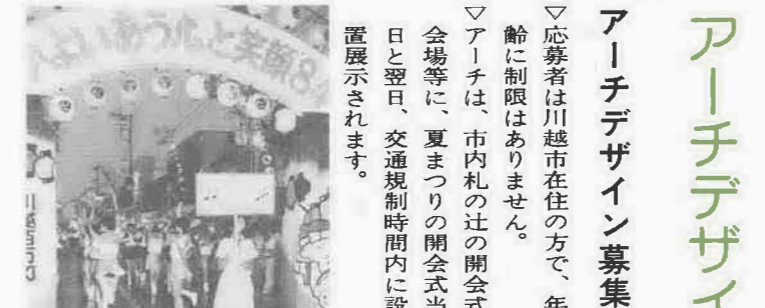 アーチデザイ
アーチデザイン募集
▽応募者は川越市在住の方で、年
齢に制限はありません。
▽アーチは、市内札の辻の開会式
会場等に、夏まつりの開会式当
日と翌日、交通規制時間内に設
置展示されます。